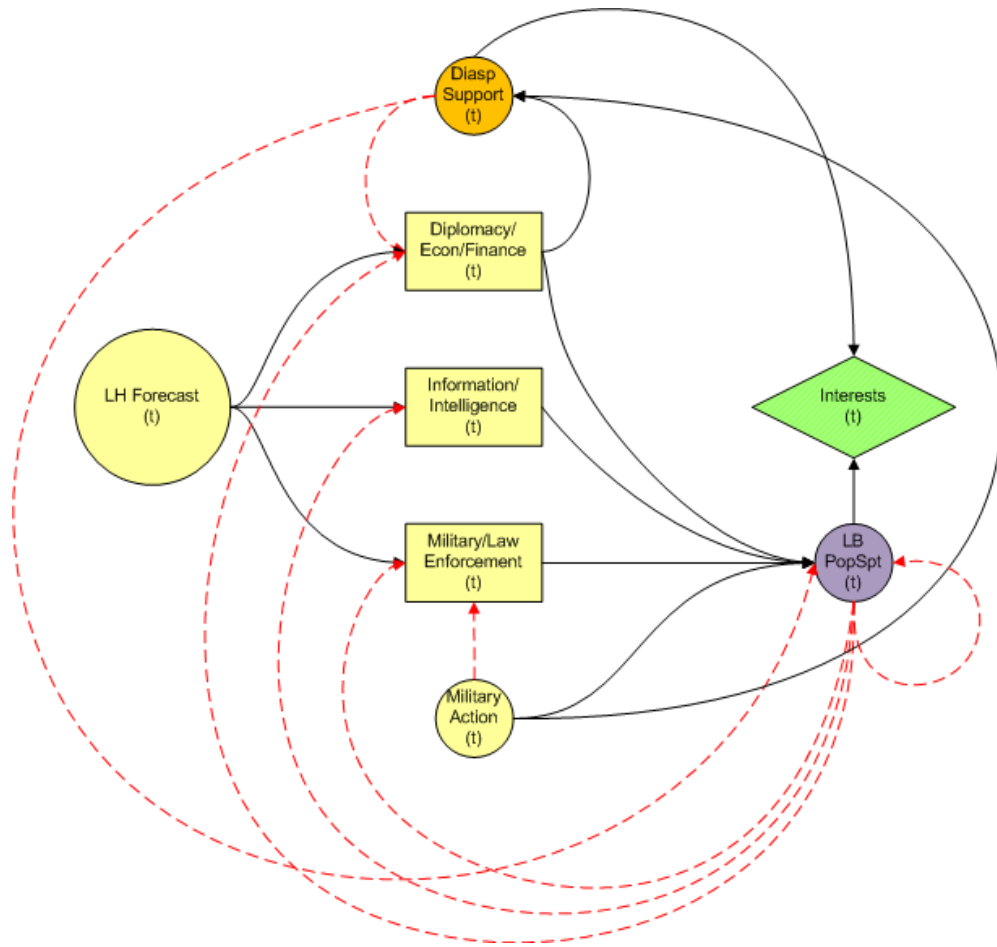 Diasp
Support
(t)
Diplomacy/
Econ/Finance
(t)
LH Forecast
(t)
Information/
Intelligence
(t)
Interests
(t)
Military/Law
Enforcement
(t)
LB
PopSpt
(t)
Military
Action
(t)